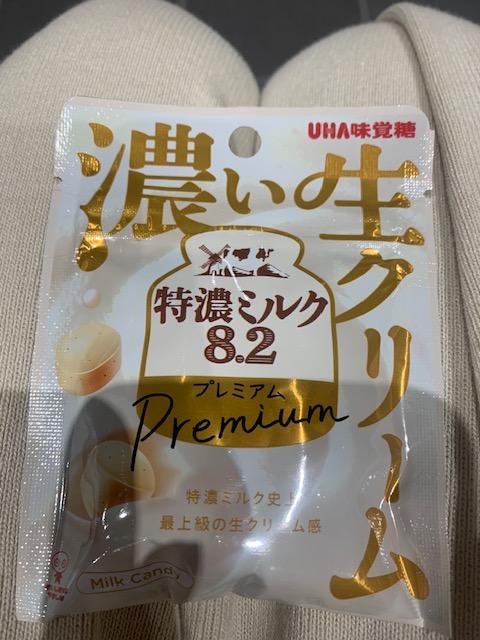 UHA味覚糖
濃い生クリーム
特濃ミルク
8.2
プレミアム
Premium
特濃ミルク史上
最上級の生クリーム感
Milk Candy